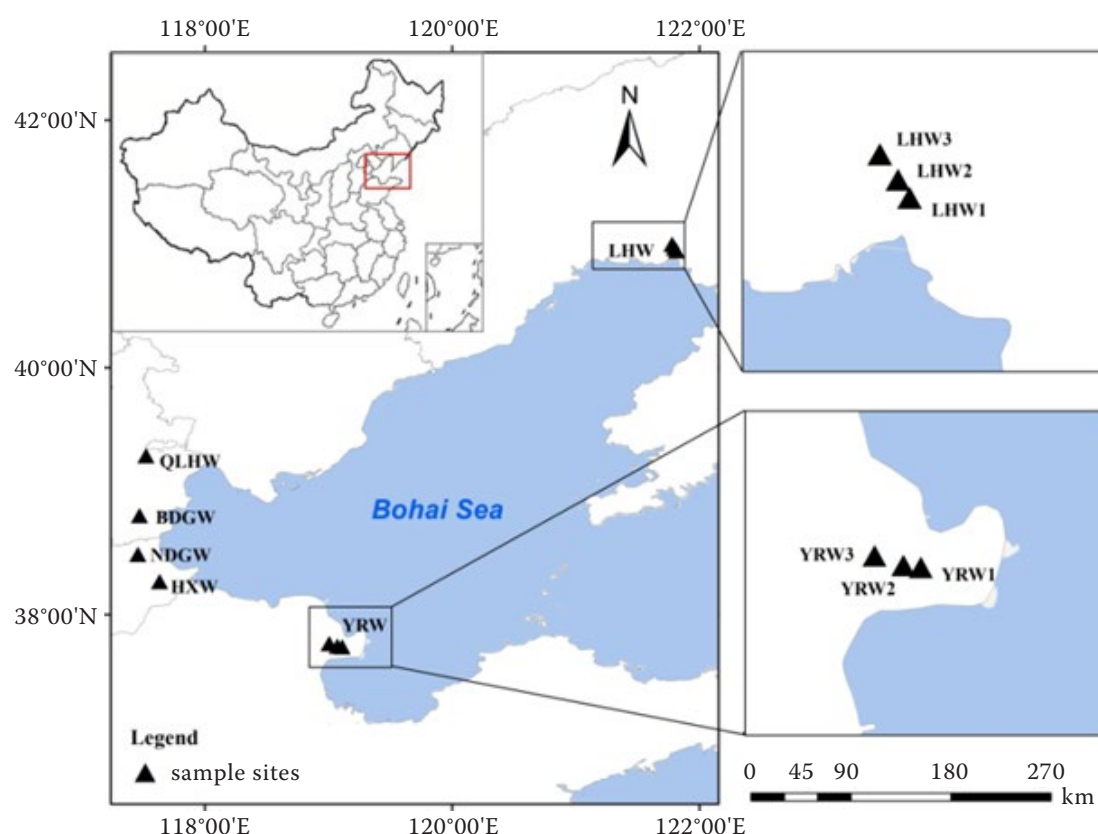 118°00'E 120°00'E 122°00'E
42°00'N
N
LHW3
LHW2
LHW1
LHW
40°00'N
QLHW
BDGW
Bohai Sea
NDGW
HXW
YRW3
YRW2
YRW1
38°00'N
YRW
Legend
sample sites
0 45 90 180 270
km
118°00'E 120°00'E 122°00'E